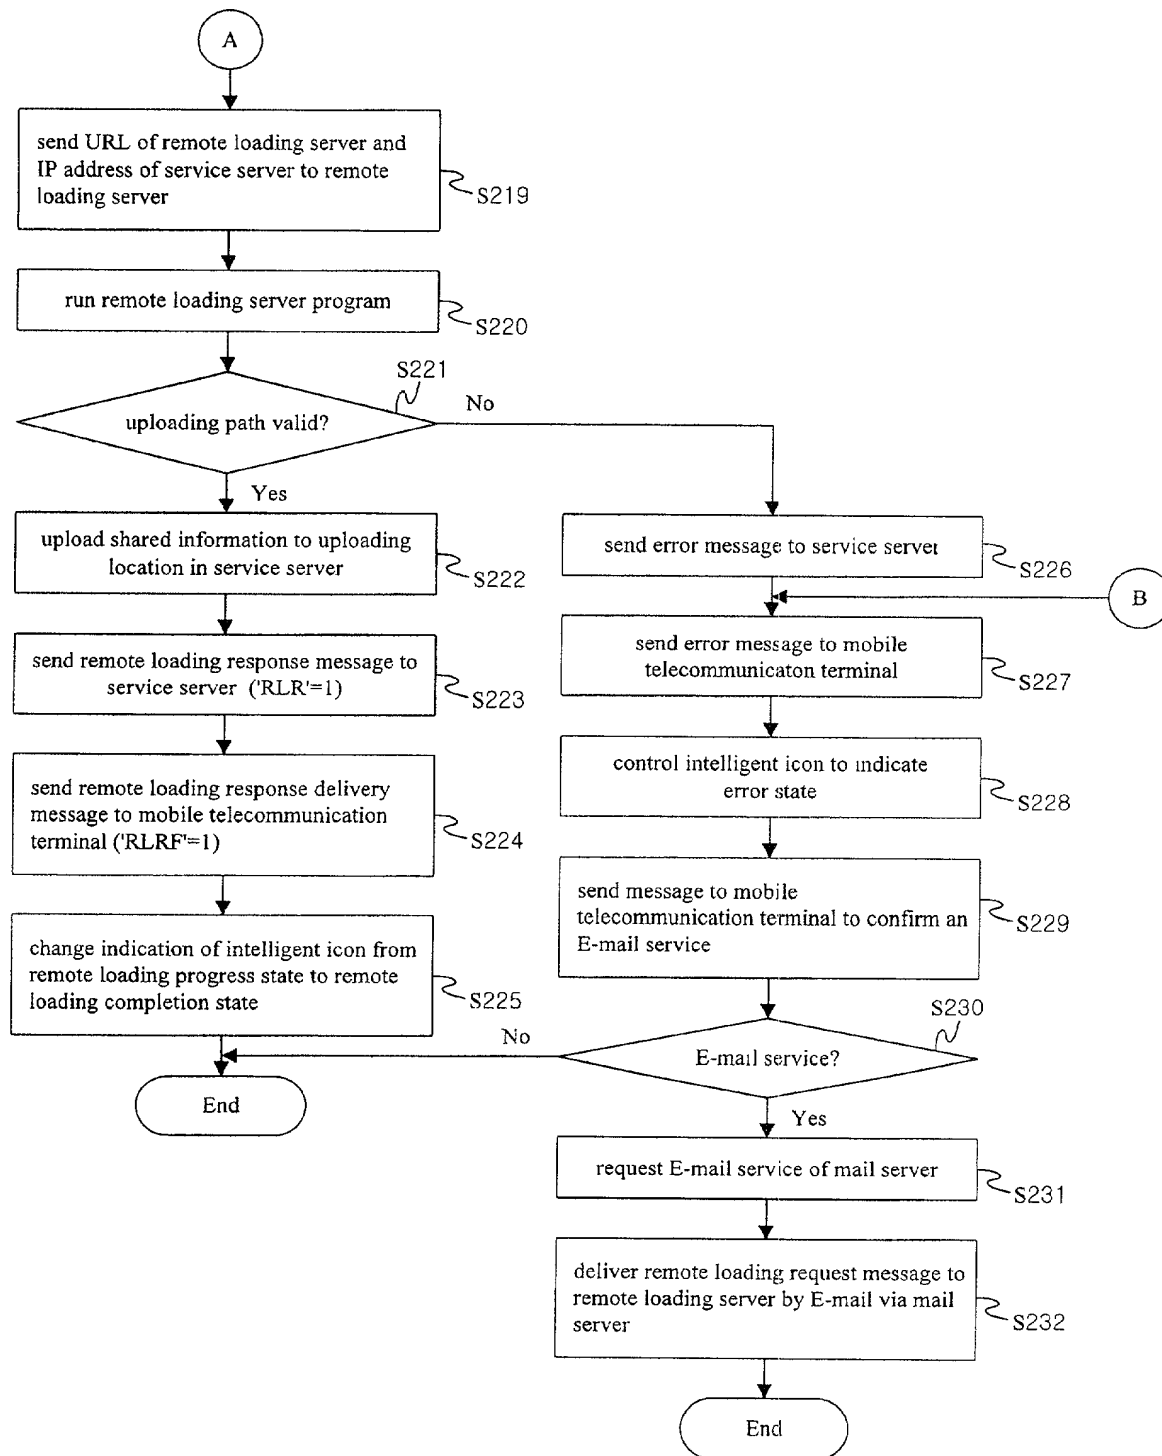 A
send URL of remote loading server and
IP address of service server to remote
loading server
S219
run remote loading server program
S220
S221
uploading path valid?
No
Yes
upload shared information to uploading
location in service server
S222
send remote loading response message to
service server ('RLR'=1)
S223
send remote loading response delivery
message to mobile telecommunication
terminal ('RLRF'=1)
S224
change indication of intelligent icon from
remote loading progress state to remote
loading completion state
S225
End
send error message to service server
S226
B
send error message to mobile
telecommunicaton terminal
S227
control intelligent icon to indicate
error state
S228
send message to mobile
telecommunication terminal to confirm an
E-mail service
S229
S230
E-mail service?
No
Yes
request E-mail service of mail server
S231
deliver remote loading request message to
remote loading server by E-mail via mail
server
S232
End